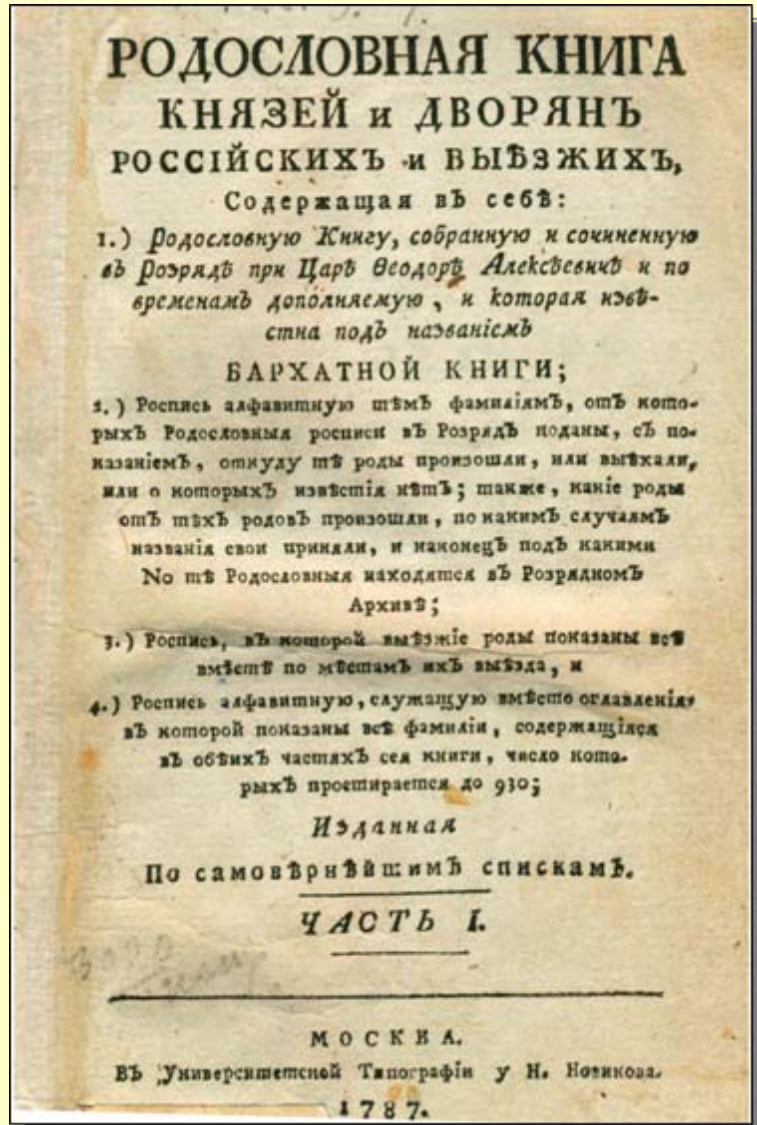 РОДОСЛОВНАЯ КНИГА
КНЯЗЕЙ и ДВОРЯНЪ
РОССІЙСКИХЪ и ВЫѢЗЖИХЪ,
Содержащая въ себѣ:
1.) Родословную Книгу, собранную и сочиненную
въ Розрядѣ при Царѣ Ѳеодорѣ Алексѣевичѣ и по
временамъ дополняемую, и которая извѣ-
стна подъ названіемъ
БАРХАТНОЙ КНИГИ;
2.) Роспись алфавитную тѣмъ фамиліямъ, отъ кото-
рыхъ Родословныя росписи въ Розрядъ поданы, съ по-
казаніемъ, откуду тѣ роды произошли, или выѣхали,
или о которыхъ извѣстія нѣтъ; также, какіе роды
отъ тѣхъ родовъ произошли, по какимъ случаямъ
названія свои приняли, и наконецъ подъ какими
No тѣ Родословныя находятся въ Розрядномъ
Архивѣ;
3.) Роспись, въ которой выѣзжіе роды показаны всѣ
вмѣстѣ по мѣстамъ ихъ выѣзда, и
4.) Роспись алфавитную, служащую вмѣсто оглавленія,
въ которой показаны всѣ фамиліи, содержащіяся
въ обѣихъ частяхъ сея книги, число кото-
рыхъ простирается до 930;
Изданная
По самовѣрнѣйшимъ спискамъ.
ЧАСТЬ I.
МОСКВА.
Въ Университетской Типографіи у Н. Новикова.
1787.